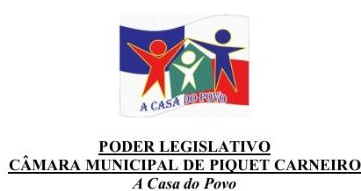 A CASA DO POVO
PODER LEGISLATIVO
CÂMARA MUNICIPAL DE PIQUET CARNEIRO
A Casa do Povo